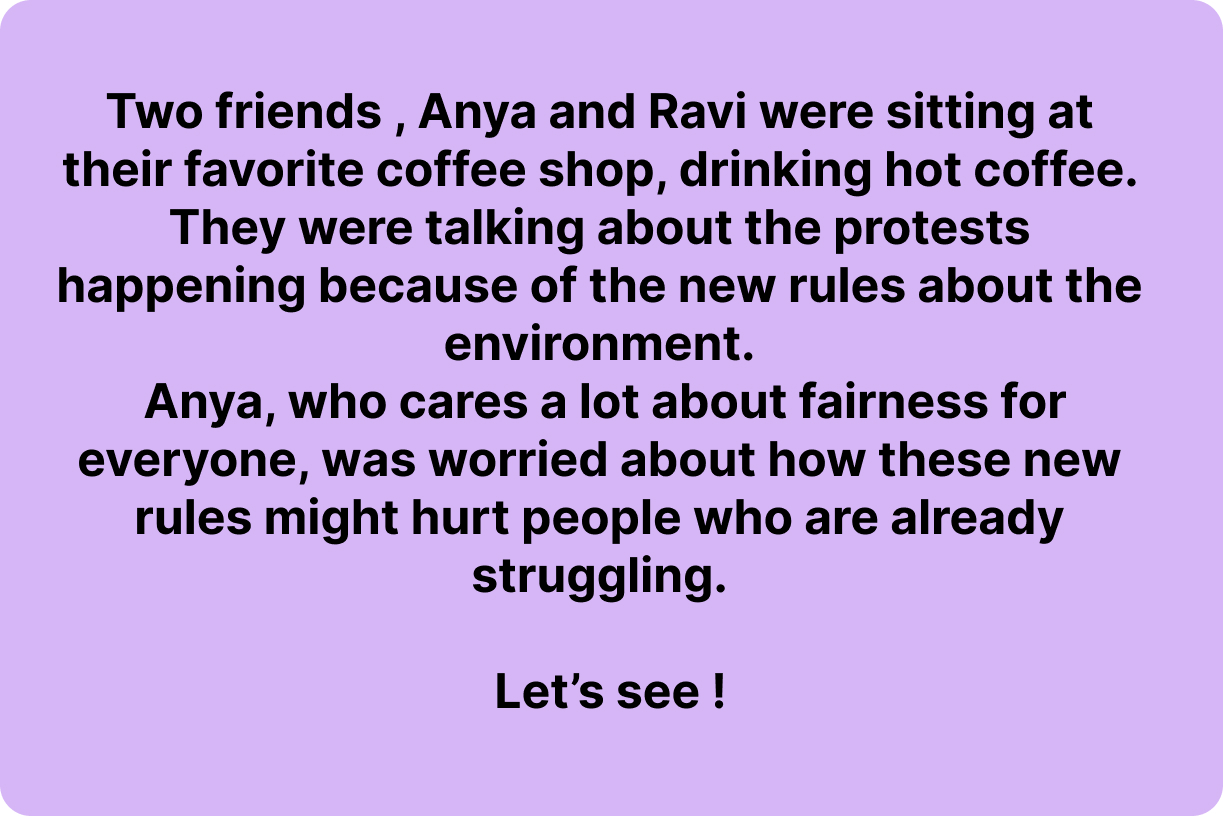 Two friends , Anya and Ravi were sitting at
their favorite coffee shop, drinking hot coffee.
They were talking about the protests
happening because of the new rules about the
environment.
Anya, who cares a lot about fairness for
everyone, was worried about how these new
rules might hurt people who are already
struggling.
Let’s see !